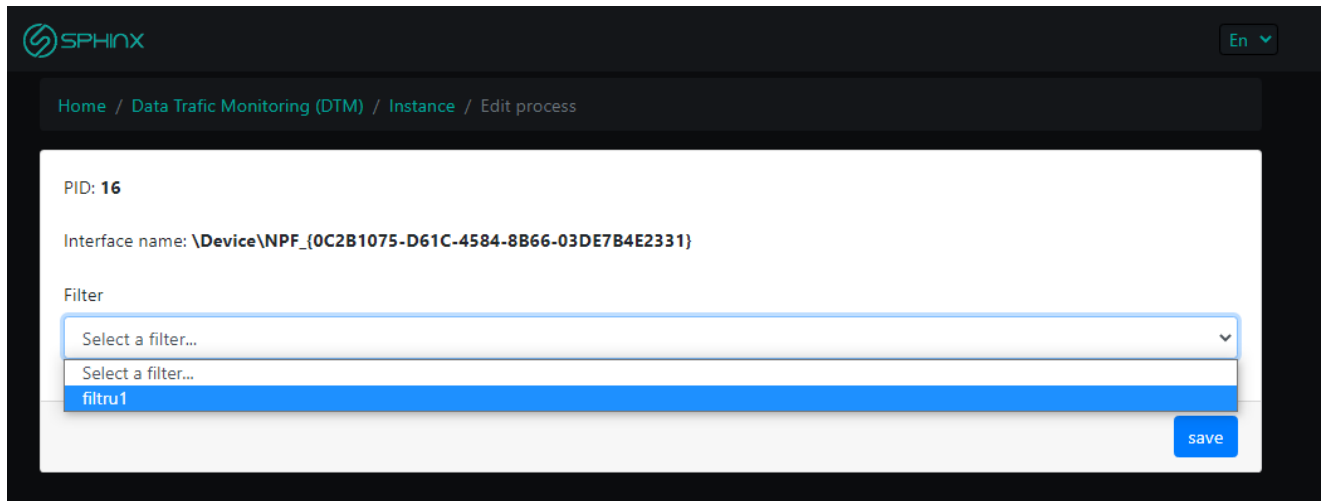 SPHINX
En
Home / Data Trafic Monitoring (DTM) / Instance / Edit process
PID: 16
Interface name: \Device\NPF_{0C2B1075-D61C-4584-8B66-03DE7B4E2331}
Filter
Select a filter...
Select a filter...
filtru1
save